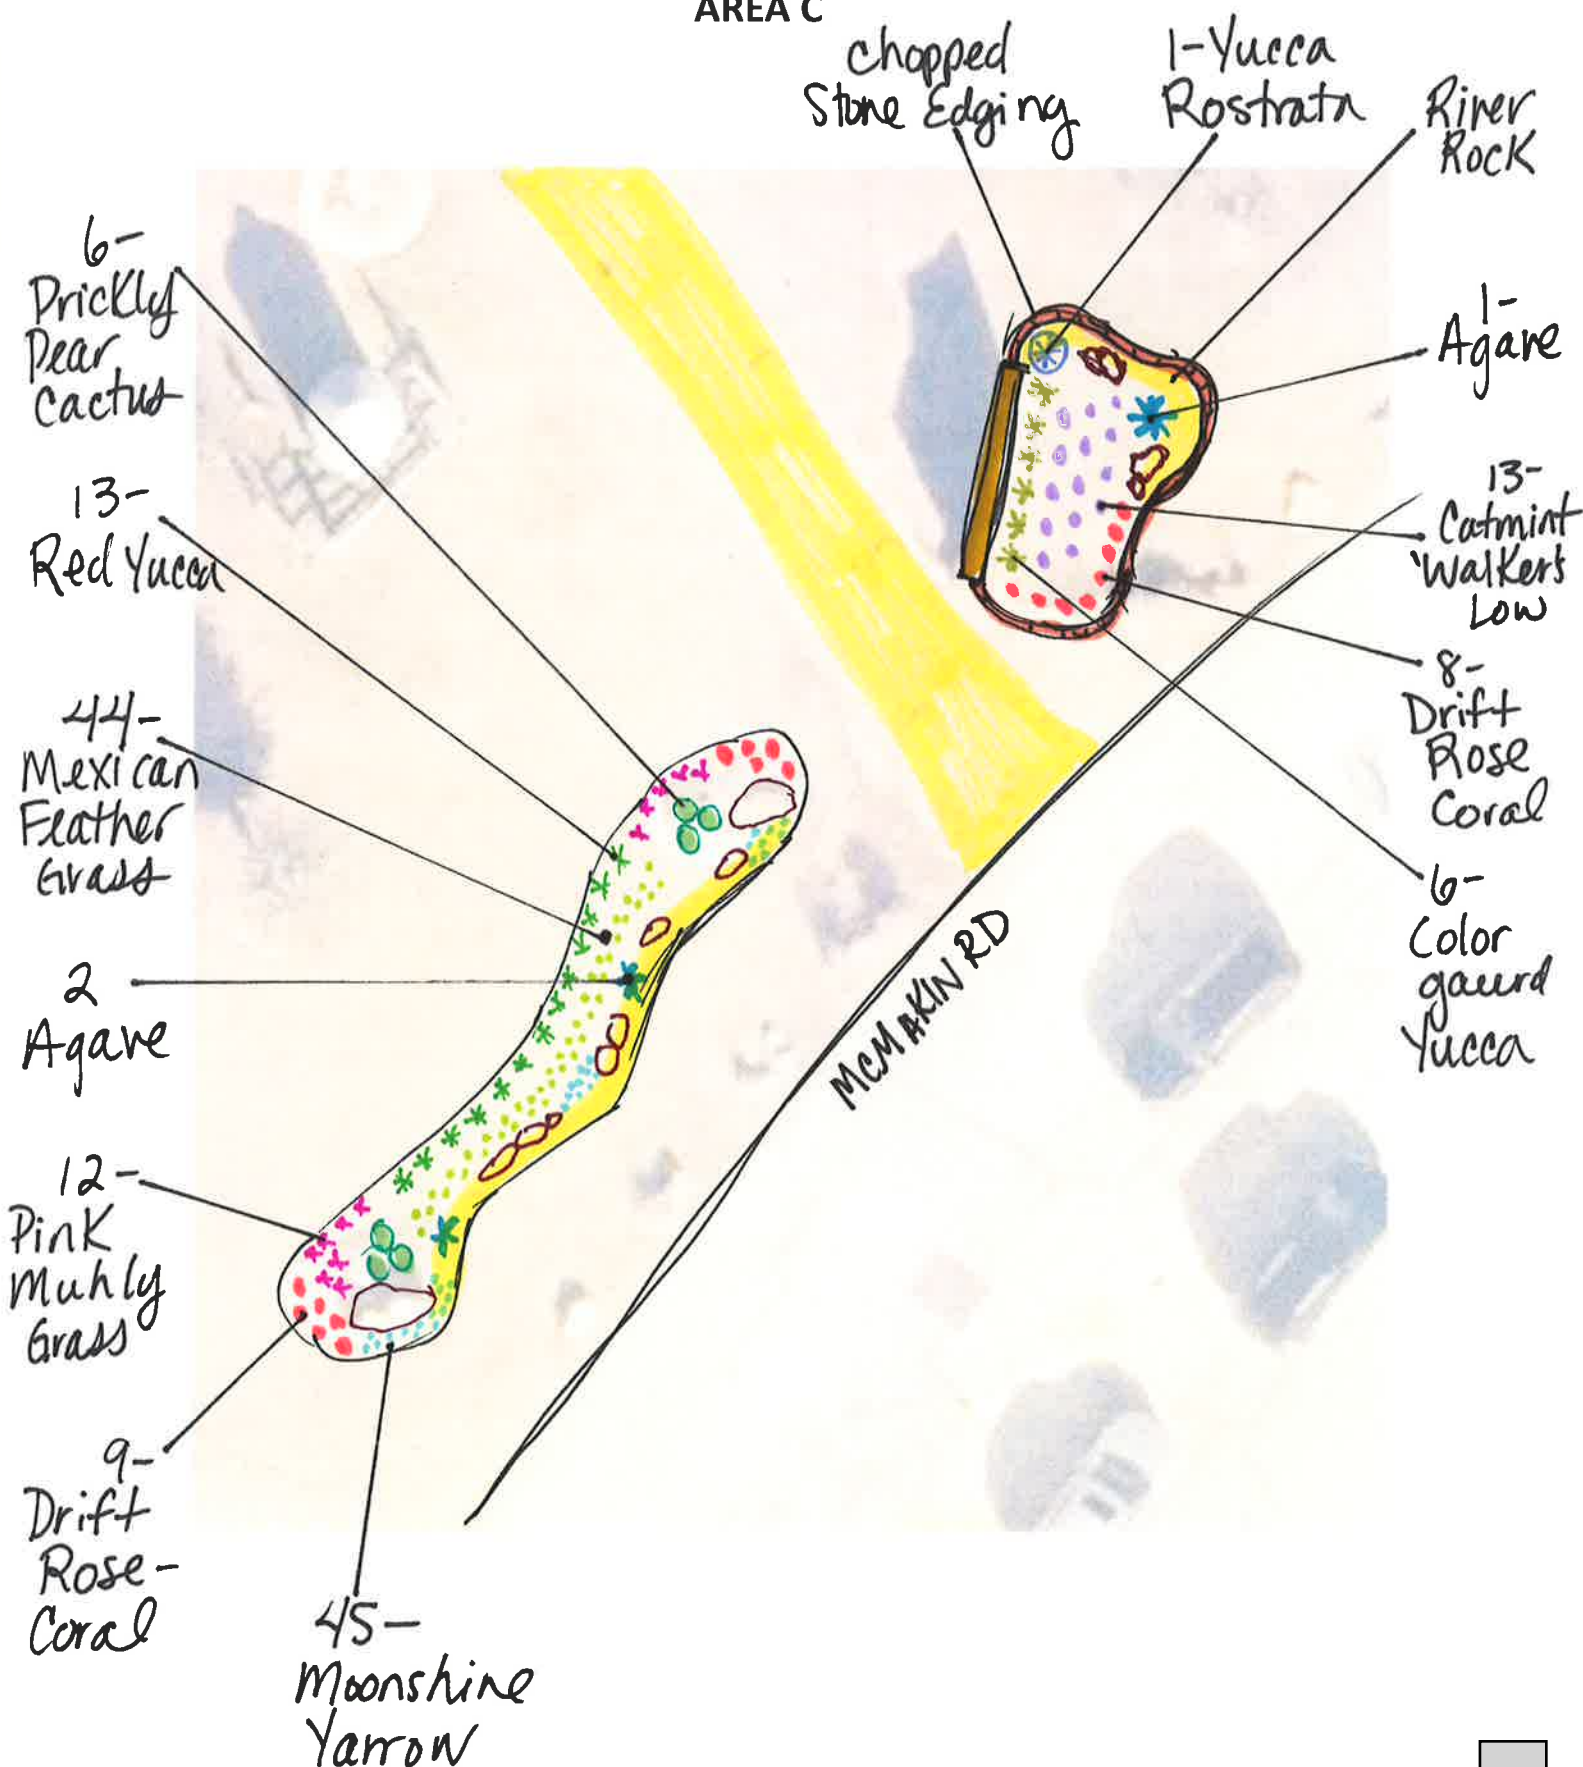 AREA C
Chopped
Stone Edging
1-Yucca
Rostrata
River
Rock
1-
Agave
13-
Catmint
'Walker's
Low
8-
Drift
Rose
Coral
6-
Color
gaurd
Yucca
6-
Prickly
Pear
Cactus
13-
Red Yucca
44-
Mexican
Feather
Grass
2
Agave
12-
Pink
Muhly
Grass
9-
Drift
Rose-
Coral
45-
Moonshine
Yarrow
McMAKIN RD